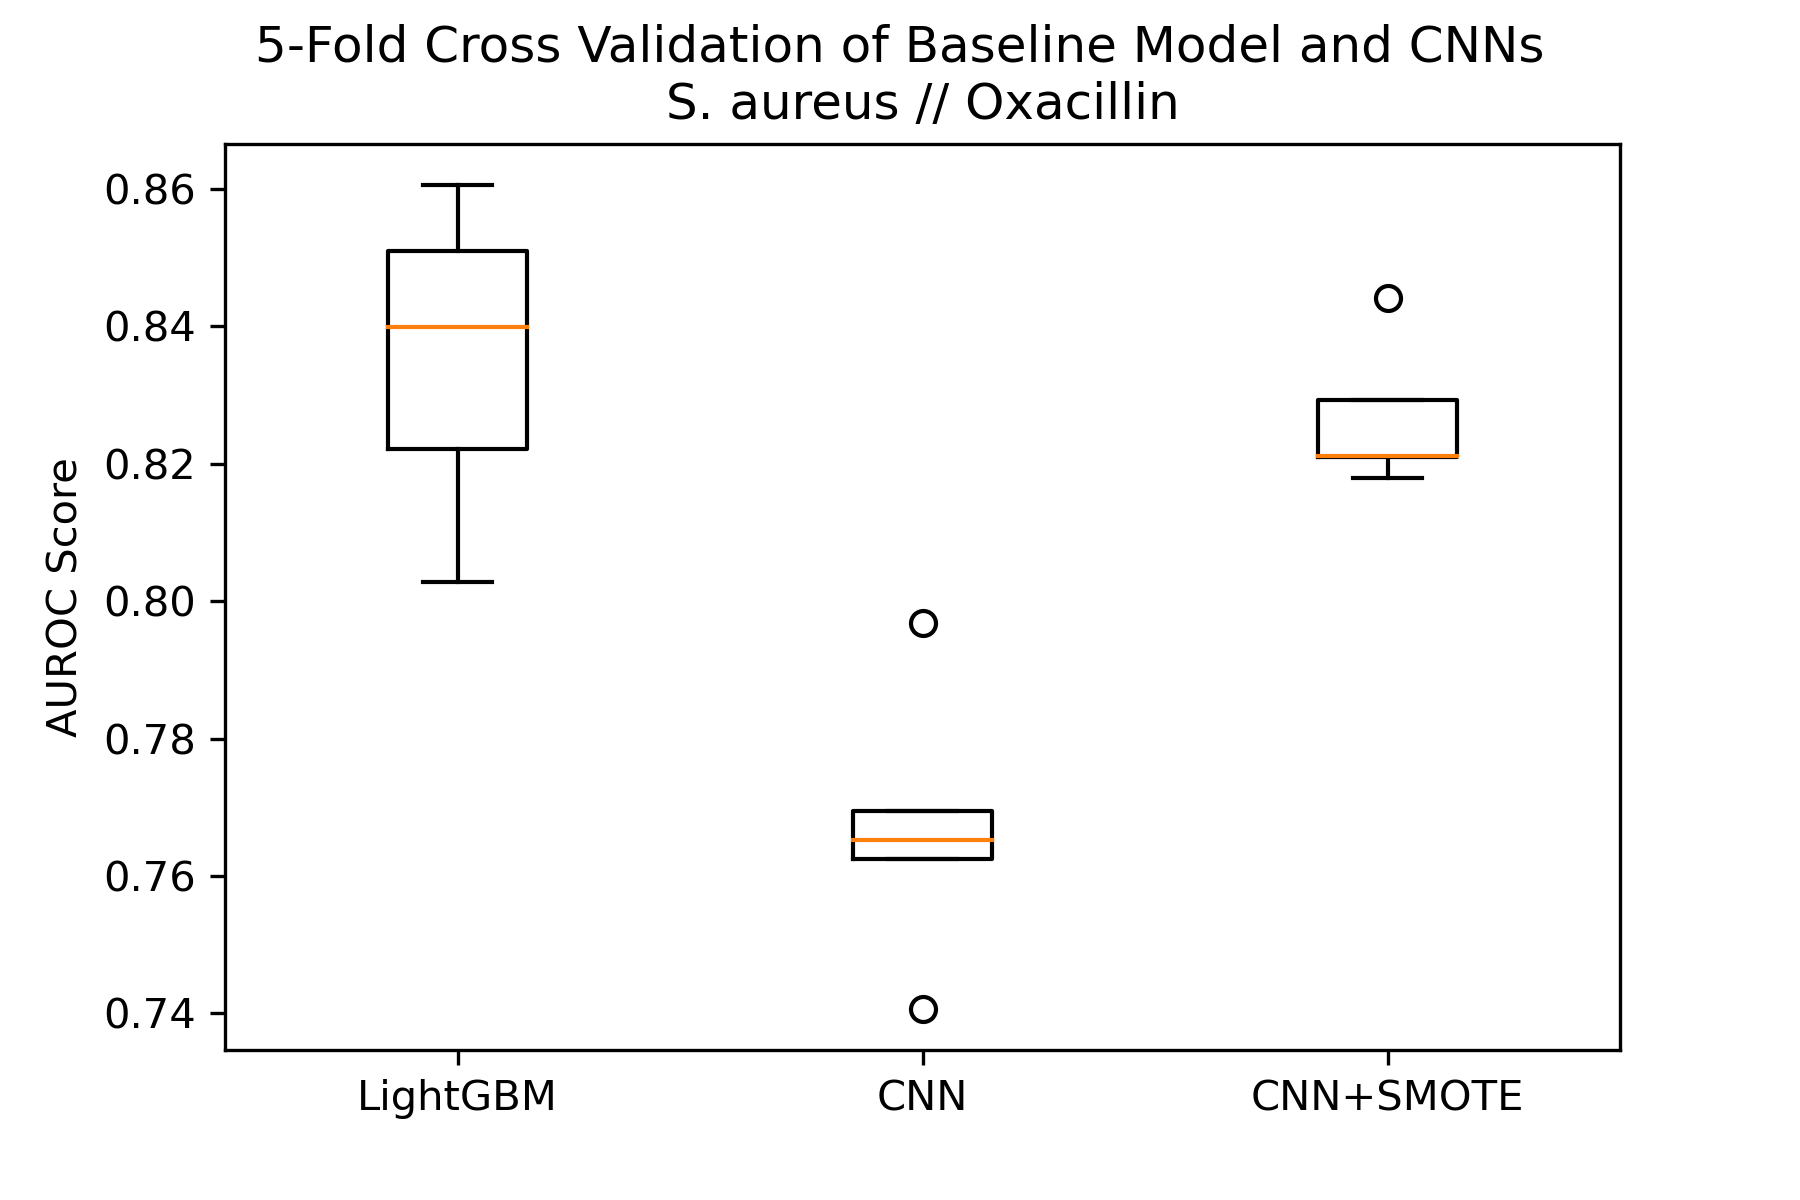 5-Fold Cross Validation of Baseline Model and CNNs
S. aureus // Oxacillin
AUROC Score
0.86
0.84
0.82
0.80
0.78
0.76
0.74
LightGBM
CNN
CNN+SMOTE